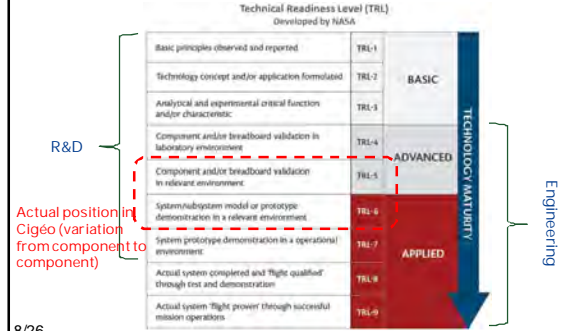 Technical Readiness Level (TRL)
Developed by NASA
Basic principles observed and reported
TRL-1
Technology concept and/or application formulated
TRL-2
BASIC
Analytical and experimental critical function
and/or characteristic
TRL-3
Component and/or breadboard validation in
laboratory environment
TRL-4
ADVANCED
Component and/or breadboard validation
in relevant environment
TRL-5
System/subsystem model or prototype
demonstration in a relevant environment
TRL-6
System prototype demonstration in a operational
environment
TRL-7
APPLIED
Actual system completed and 'flight qualified'
through test and demonstration
TRL-8
Actual system 'flight proven' through successful
mission operations
TRL-9
TECHNOLOGY MATURITY
R&D
Engineering
Actual position in
Cigéo (variation
from component to
component)
8/26